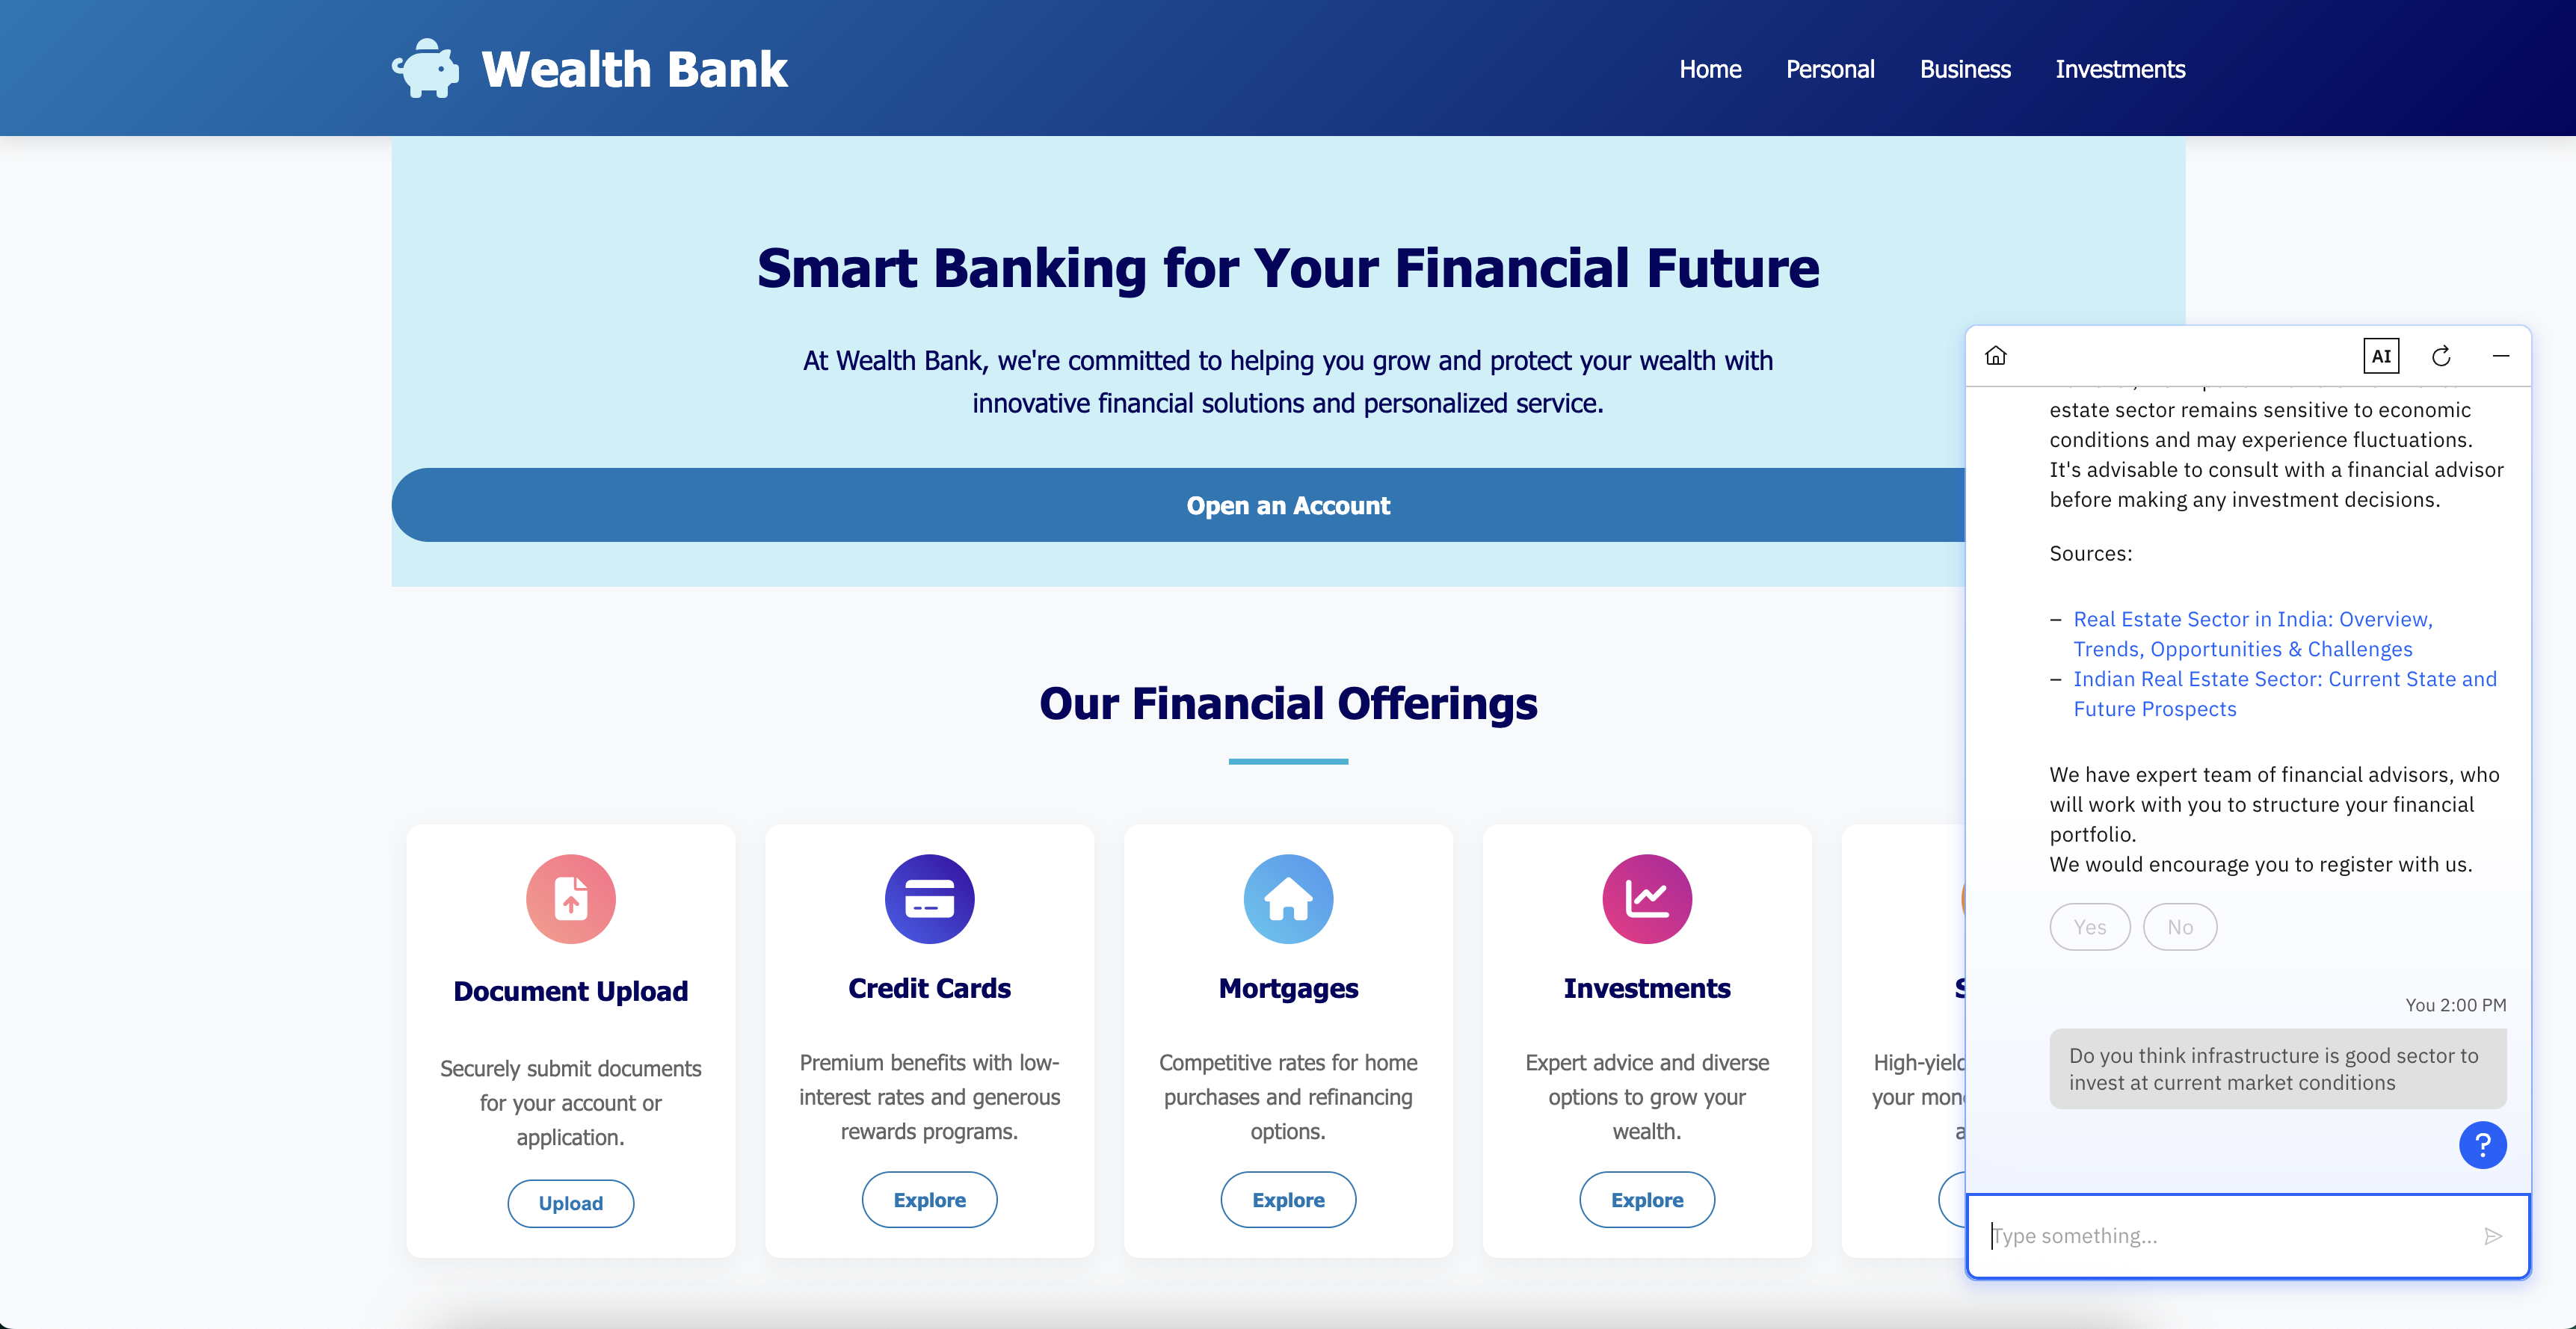 Wealth Bank
Home
Personal
Business
Investments
Smart Banking for Your Financial Future
At Wealth Bank, we're committed to helping you grow and protect your wealth with
innovative financial solutions and personalized service.
Open an Account
Our Financial Offerings
Document Upload
Securely submit documents
for your account or
application.
Upload
Credit Cards
Premium benefits with low-
interest rates and generous
rewards programs.
Explore
Mortgages
Competitive rates for home
purchases and refinancing
options.
Explore
Investments
Expert advice and diverse
options to grow your
wealth.
Explore
High-yield
your
AI
estate sector remains sensitive to economic
conditions and may experience fluctuations.
It's advisable to consult with a financial advisor
before making any investment decisions.
Sources:
– Real Estate Sector in India: Overview,
Trends, Opportunities & Challenges
– Indian Real Estate Sector: Current State and
Future Prospects
We have expert team of financial advisors, who
will work with you to structure your financial
portfolio.
We would encourage you to register with us.
Yes
No
You 2:00 PM
Do you think infrastructure is good sector to
invest at current market conditions
?
Type something...